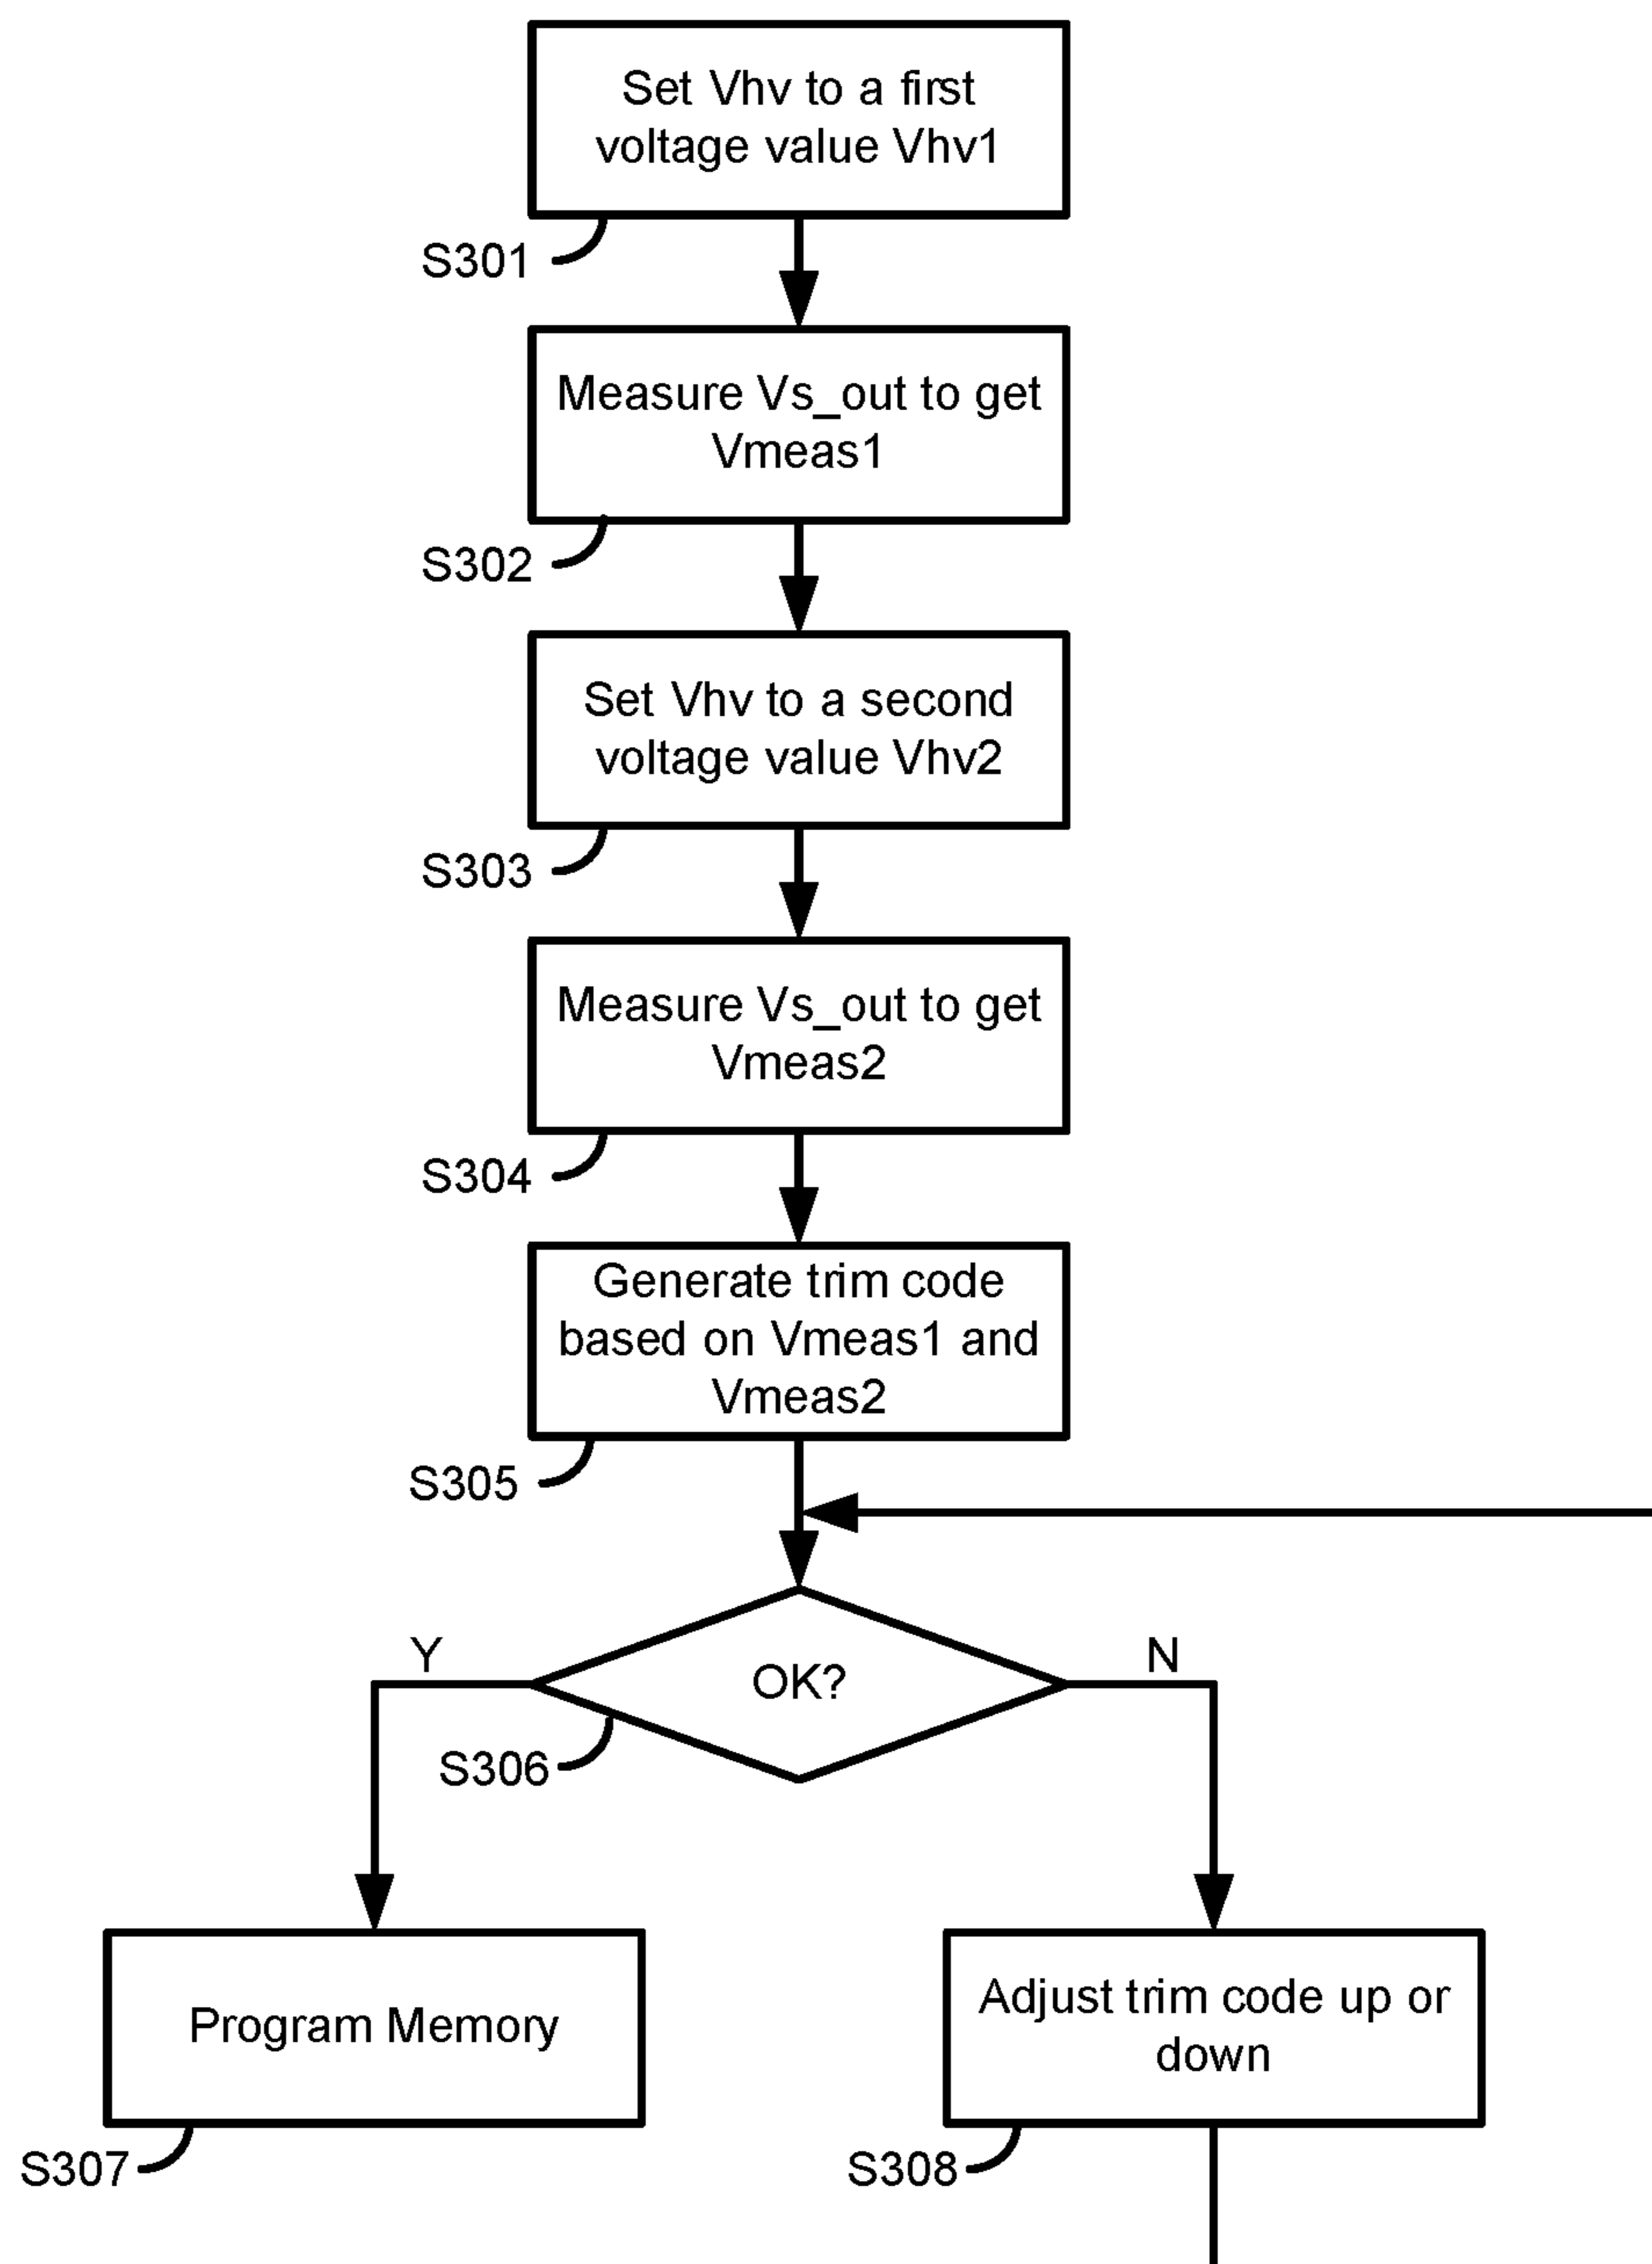 Set Vhv to a first
voltage value Vhv1
S301
Measure Vs_out to get
Vmeas1
S302
Set Vhv to a second
voltage value Vhv2
S303
Measure Vs_out to get
Vmeas2
S304
Generate trim code
based on Vmeas1 and
Vmeas2
S305
Y
N
OK?
S306
Program Memory
S307
Adjust trim code up or
down
S308